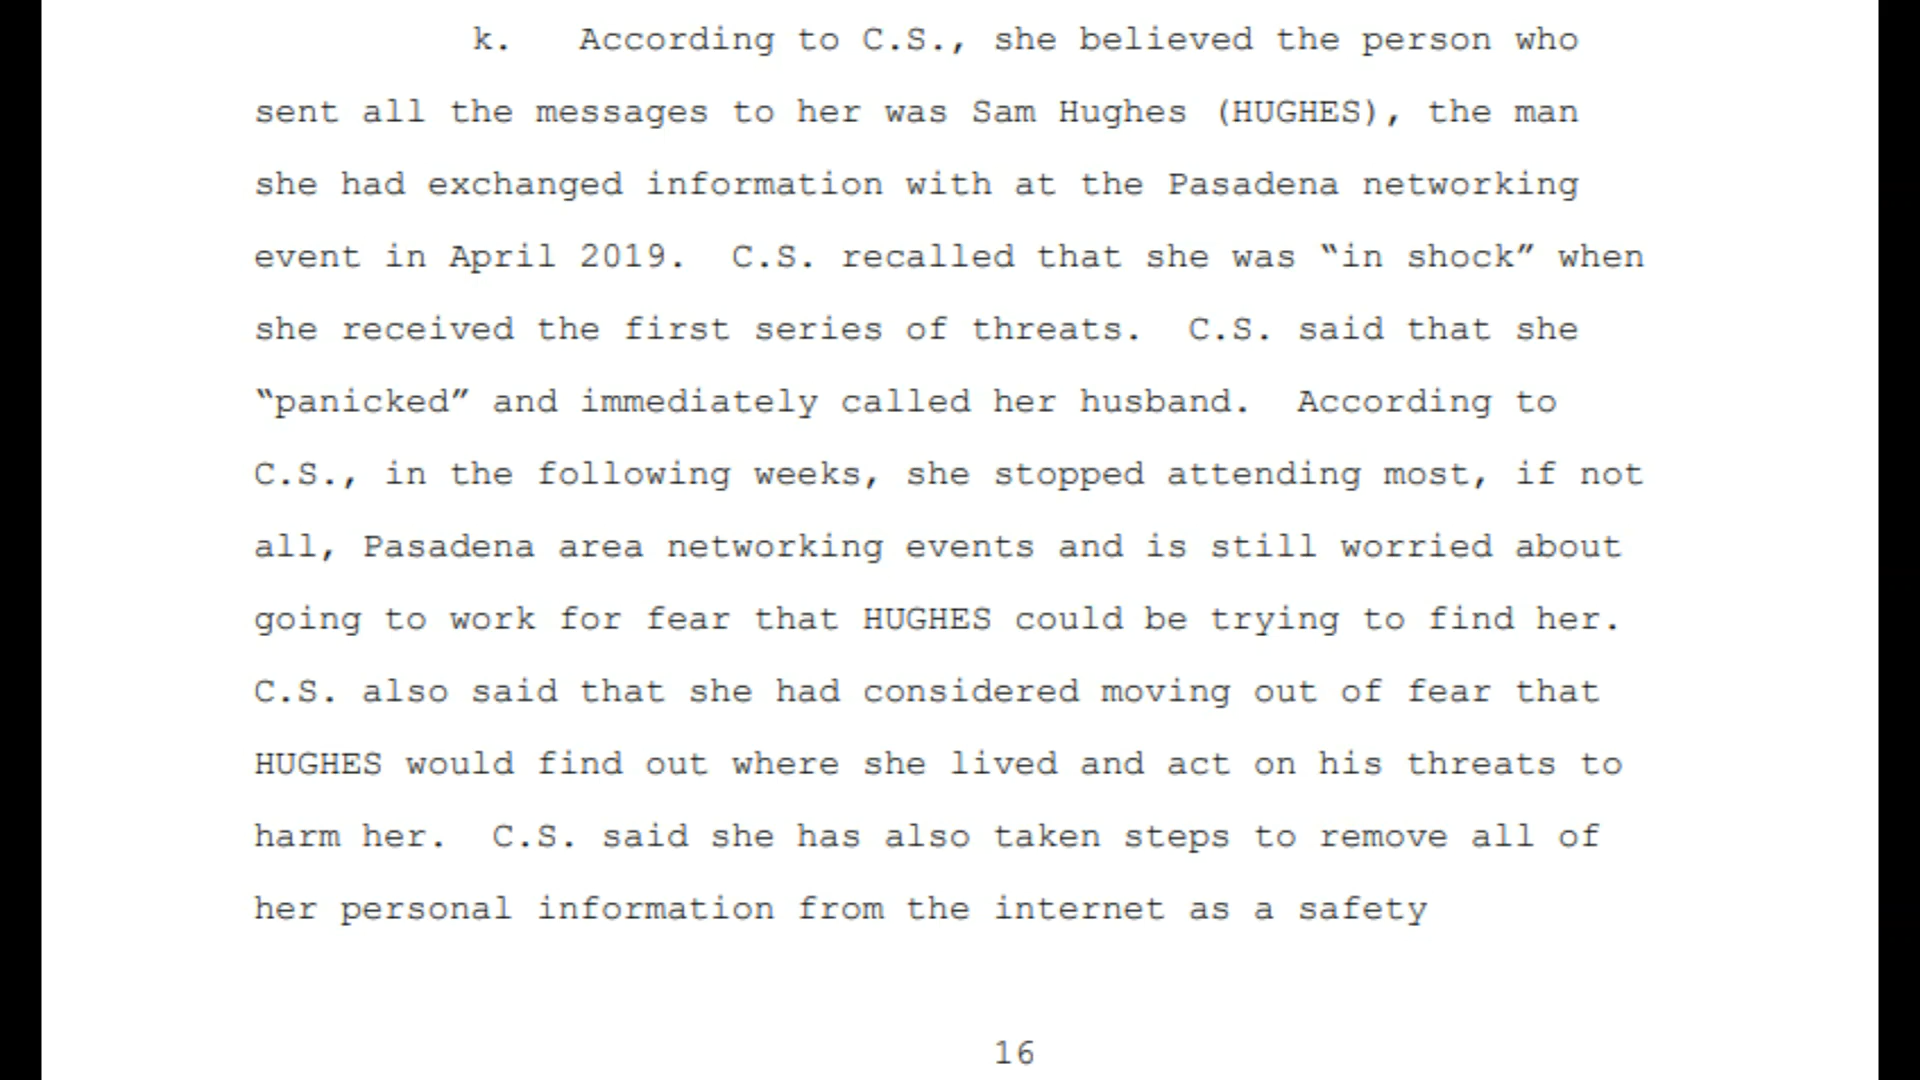 k. According to C.S., she believed the person who
sent all the messages to her was Sam Hughes (HUGHES), the man
she had exchanged information with at the Pasadena networking
event in April 2019. C.S. recalled that she was “in shock” when
she received the first series of threats. C.S. said that she
“panicked” and immediately called her husband. According to
C.S., in the following weeks, she stopped attending most, if not
all, Pasadena area networking events and is still worried about
going to work for fear that HUGHES could be trying to find her.
C.S. also said that she had considered moving out of fear that
HUGHES would find out where she lived and act on his threats to
harm her. C.S. said she has also taken steps to remove all of
her personal information from the internet as a safety
16